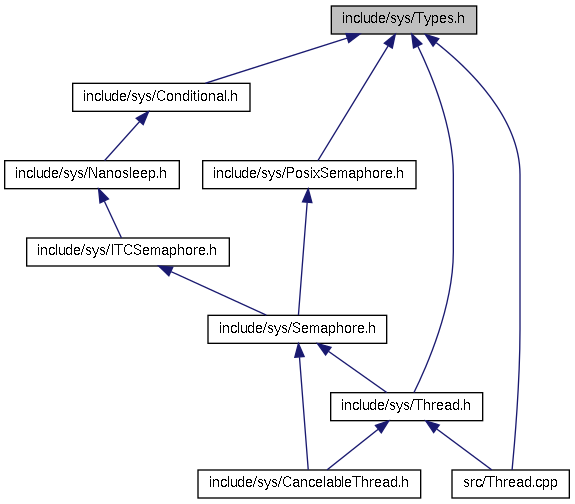 include/sys/Types.h
include/sys/Conditional.h
include/sys/Nanosleep.h
include/sys/PosixSemaphore.h
include/sys/ITCSemaphore.h
include/sys/Semaphore.h
include/sys/Thread.h
include/sys/CancelableThread.h
src/Thread.cpp